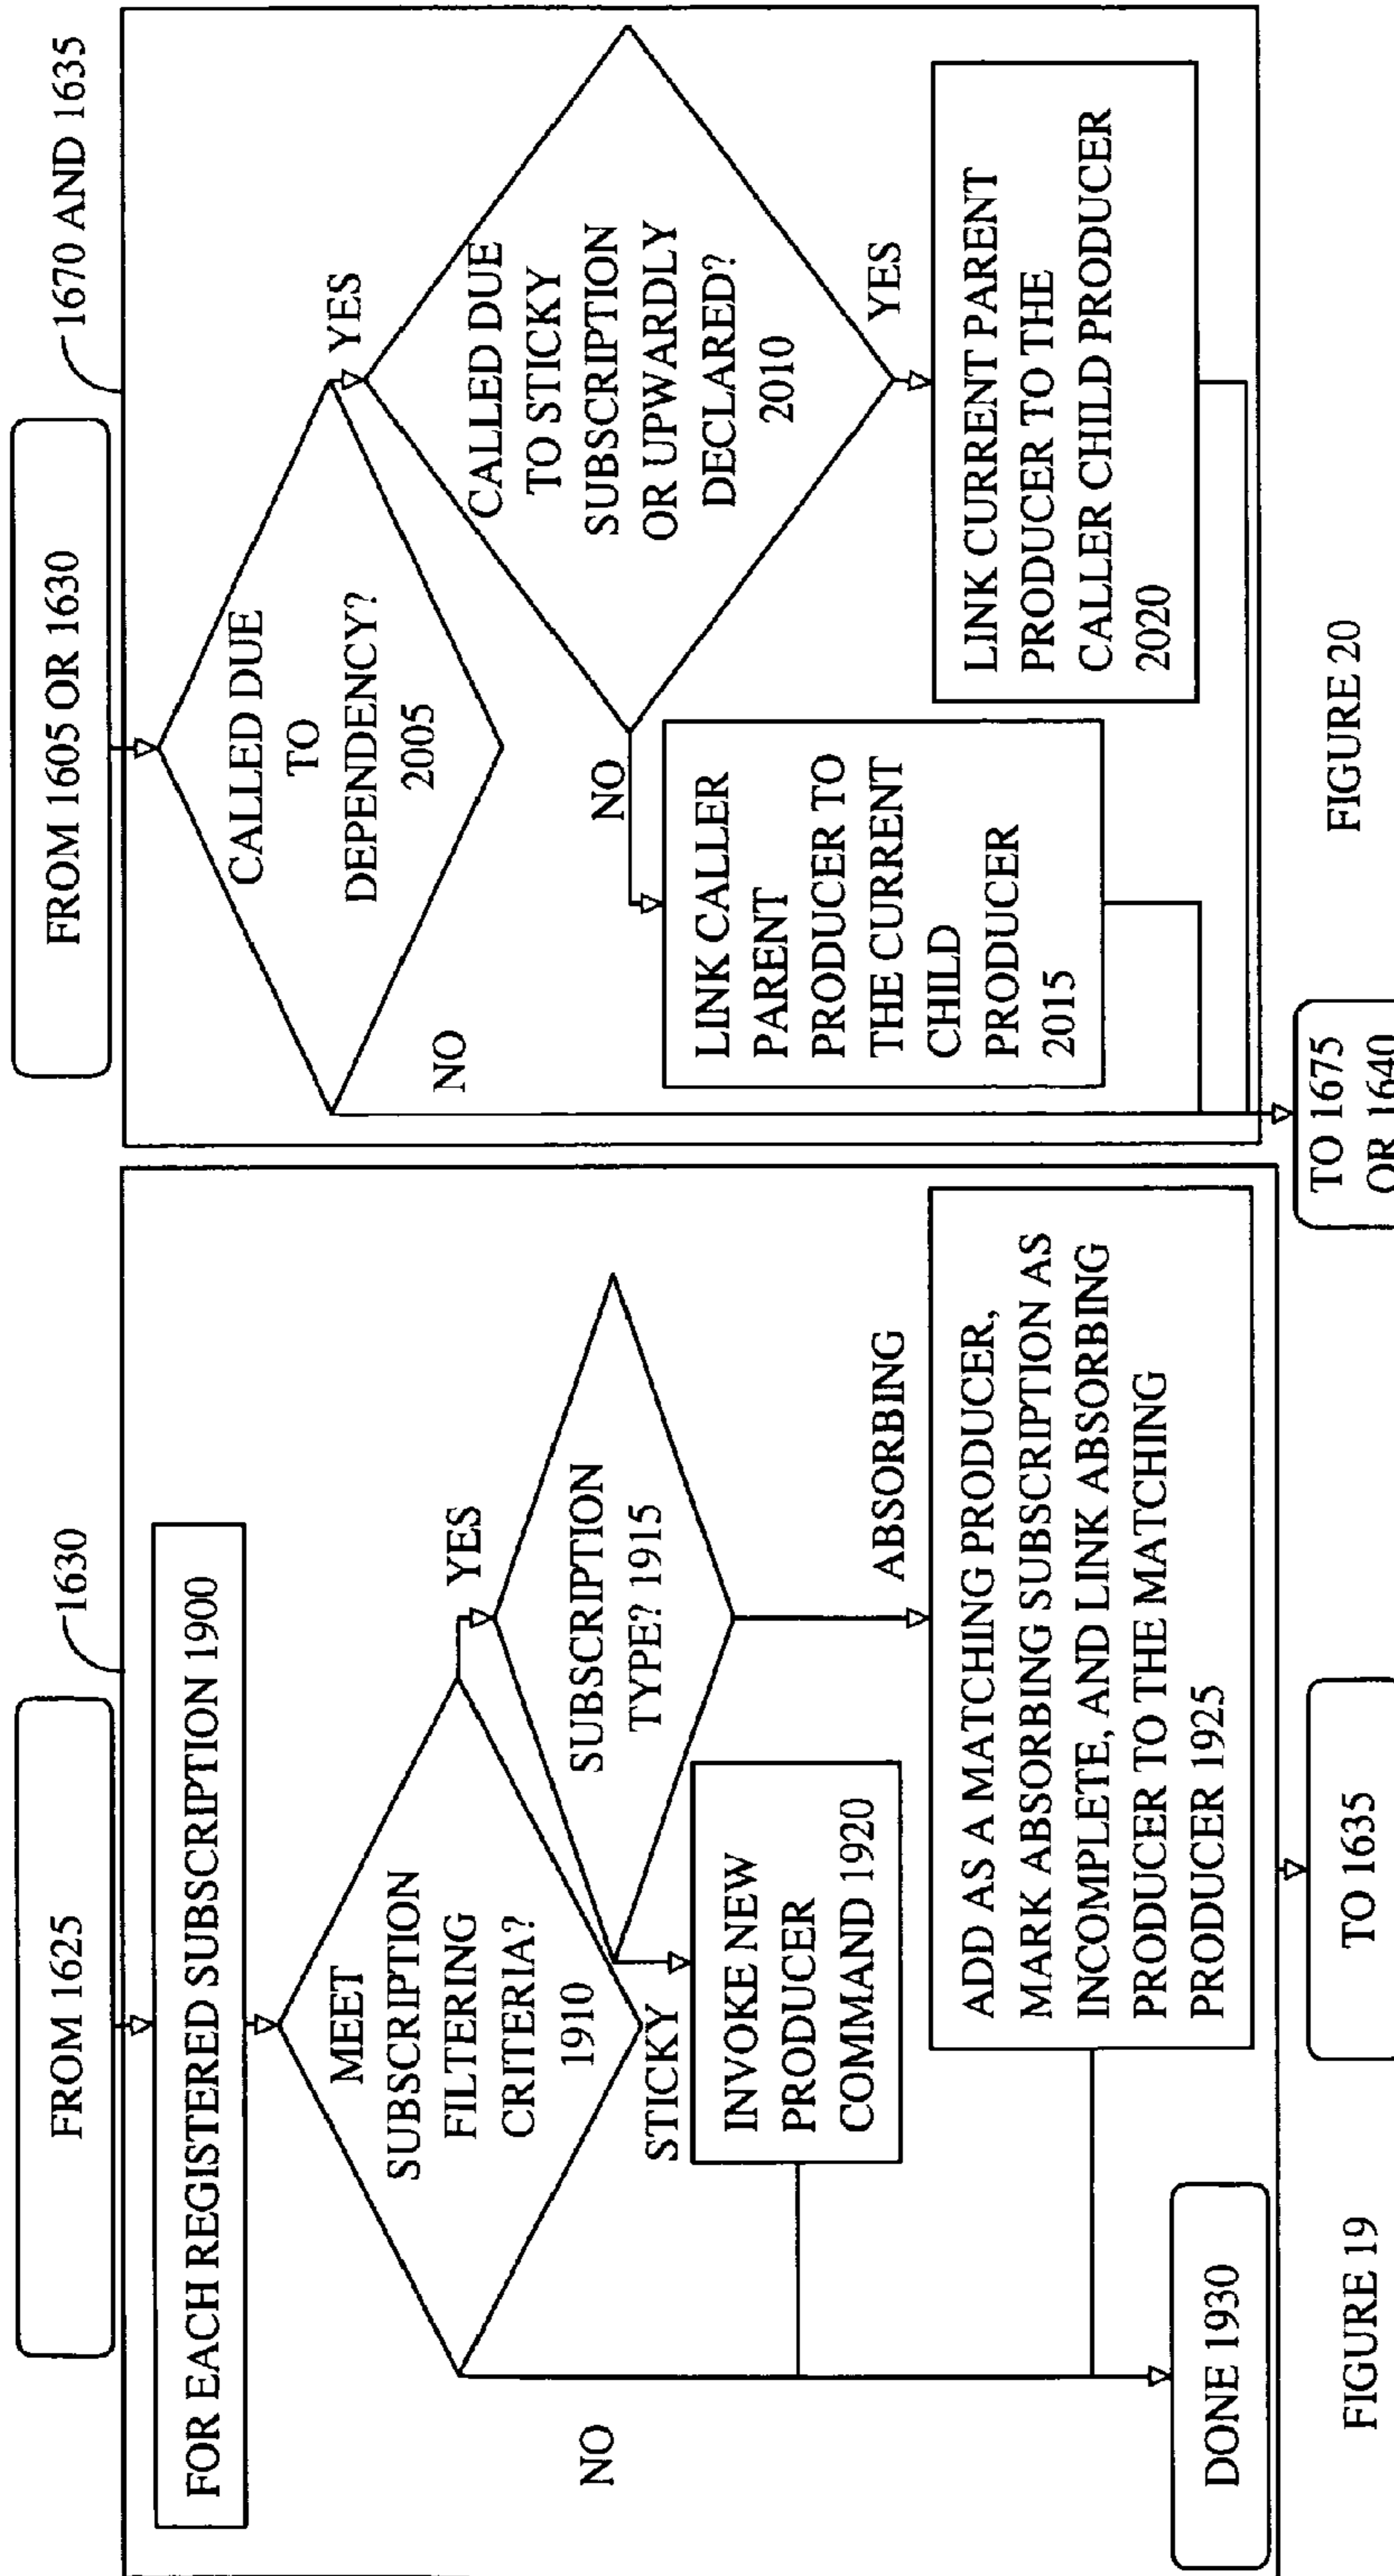 FROM 1625
1630
FOR EACH REGISTERED SUBSCRIPTION 1900
MEET
SUBSCRIPTION
FILTERING
CRITERIA?
1910
YES
NO
SUBSCRIPTION
TYPE? 1915
STICKY
ABSORBING
INVOKE NEW
PRODUCER
COMMAND 1920
ADD AS A MATCHING PRODUCER,
MARK ABSORBING SUBSCRIPTION AS
INCOMPLETE, AND LINK ABSORBING
PRODUCER TO THE MATCHING
PRODUCER 1925
DONE 1930
TO 1635
FIGURE 19
FROM 1605 OR 1630
1670 AND 1635
CALLED DUE
TO
DEPENDENCY?
2005
YES
NO
CALLED DUE
TO STICKY
SUBSCRIPTION
OR UPWARDLY
DECLARED?
2010
NO
YES
LINK CALLER
PARENT
PRODUCER TO
THE CURRENT
CHILD
PRODUCER
2015
LINK CURRENT PARENT
PRODUCER TO THE
CALLER CHILD PRODUCER
2020
TO 1675
OR 1640
FIGURE 20